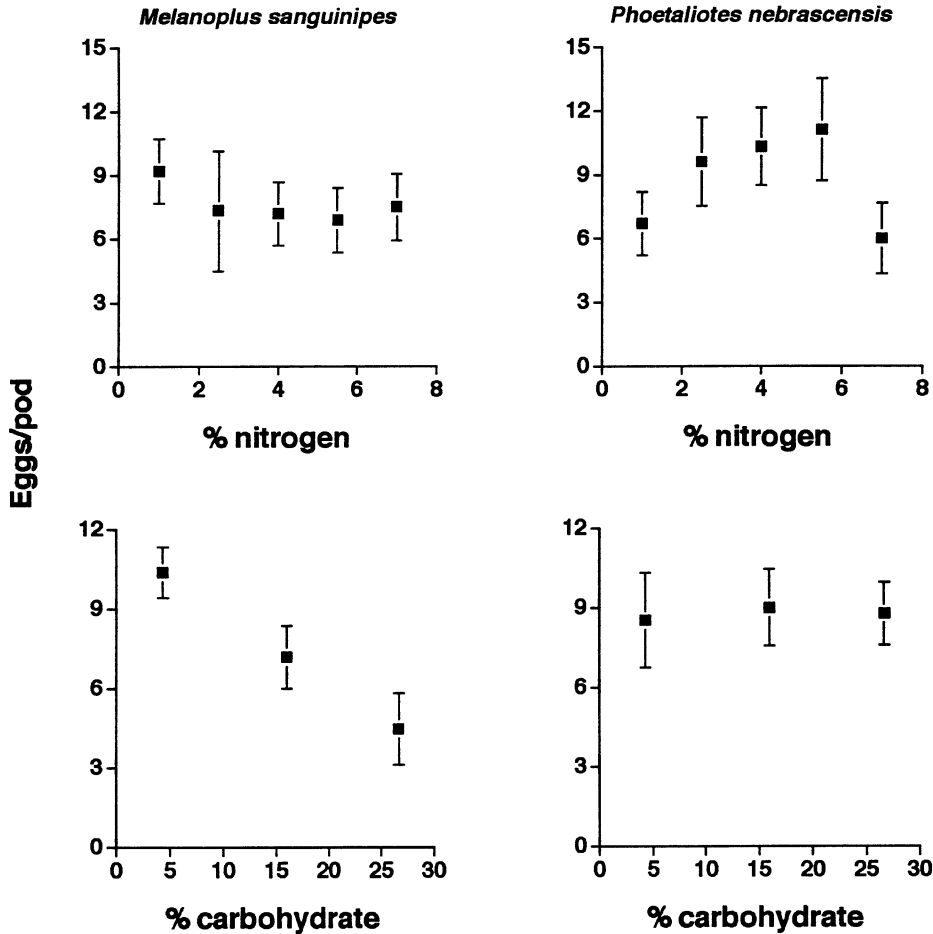 Melanoplus sanguinipes
Phoetaliotes nebrascensis
15
12
9
6
3
0
0 2 4 6 8
% nitrogen
15
12
9
6
3
0
0 2 4 6 8
% nitrogen
Eggs/pod
12
9
6
3
0
0 5 10 15 20 25 30
% carbohydrate
12
9
6
3
0
0 5 10 15 20 25 30
% carbohydrate